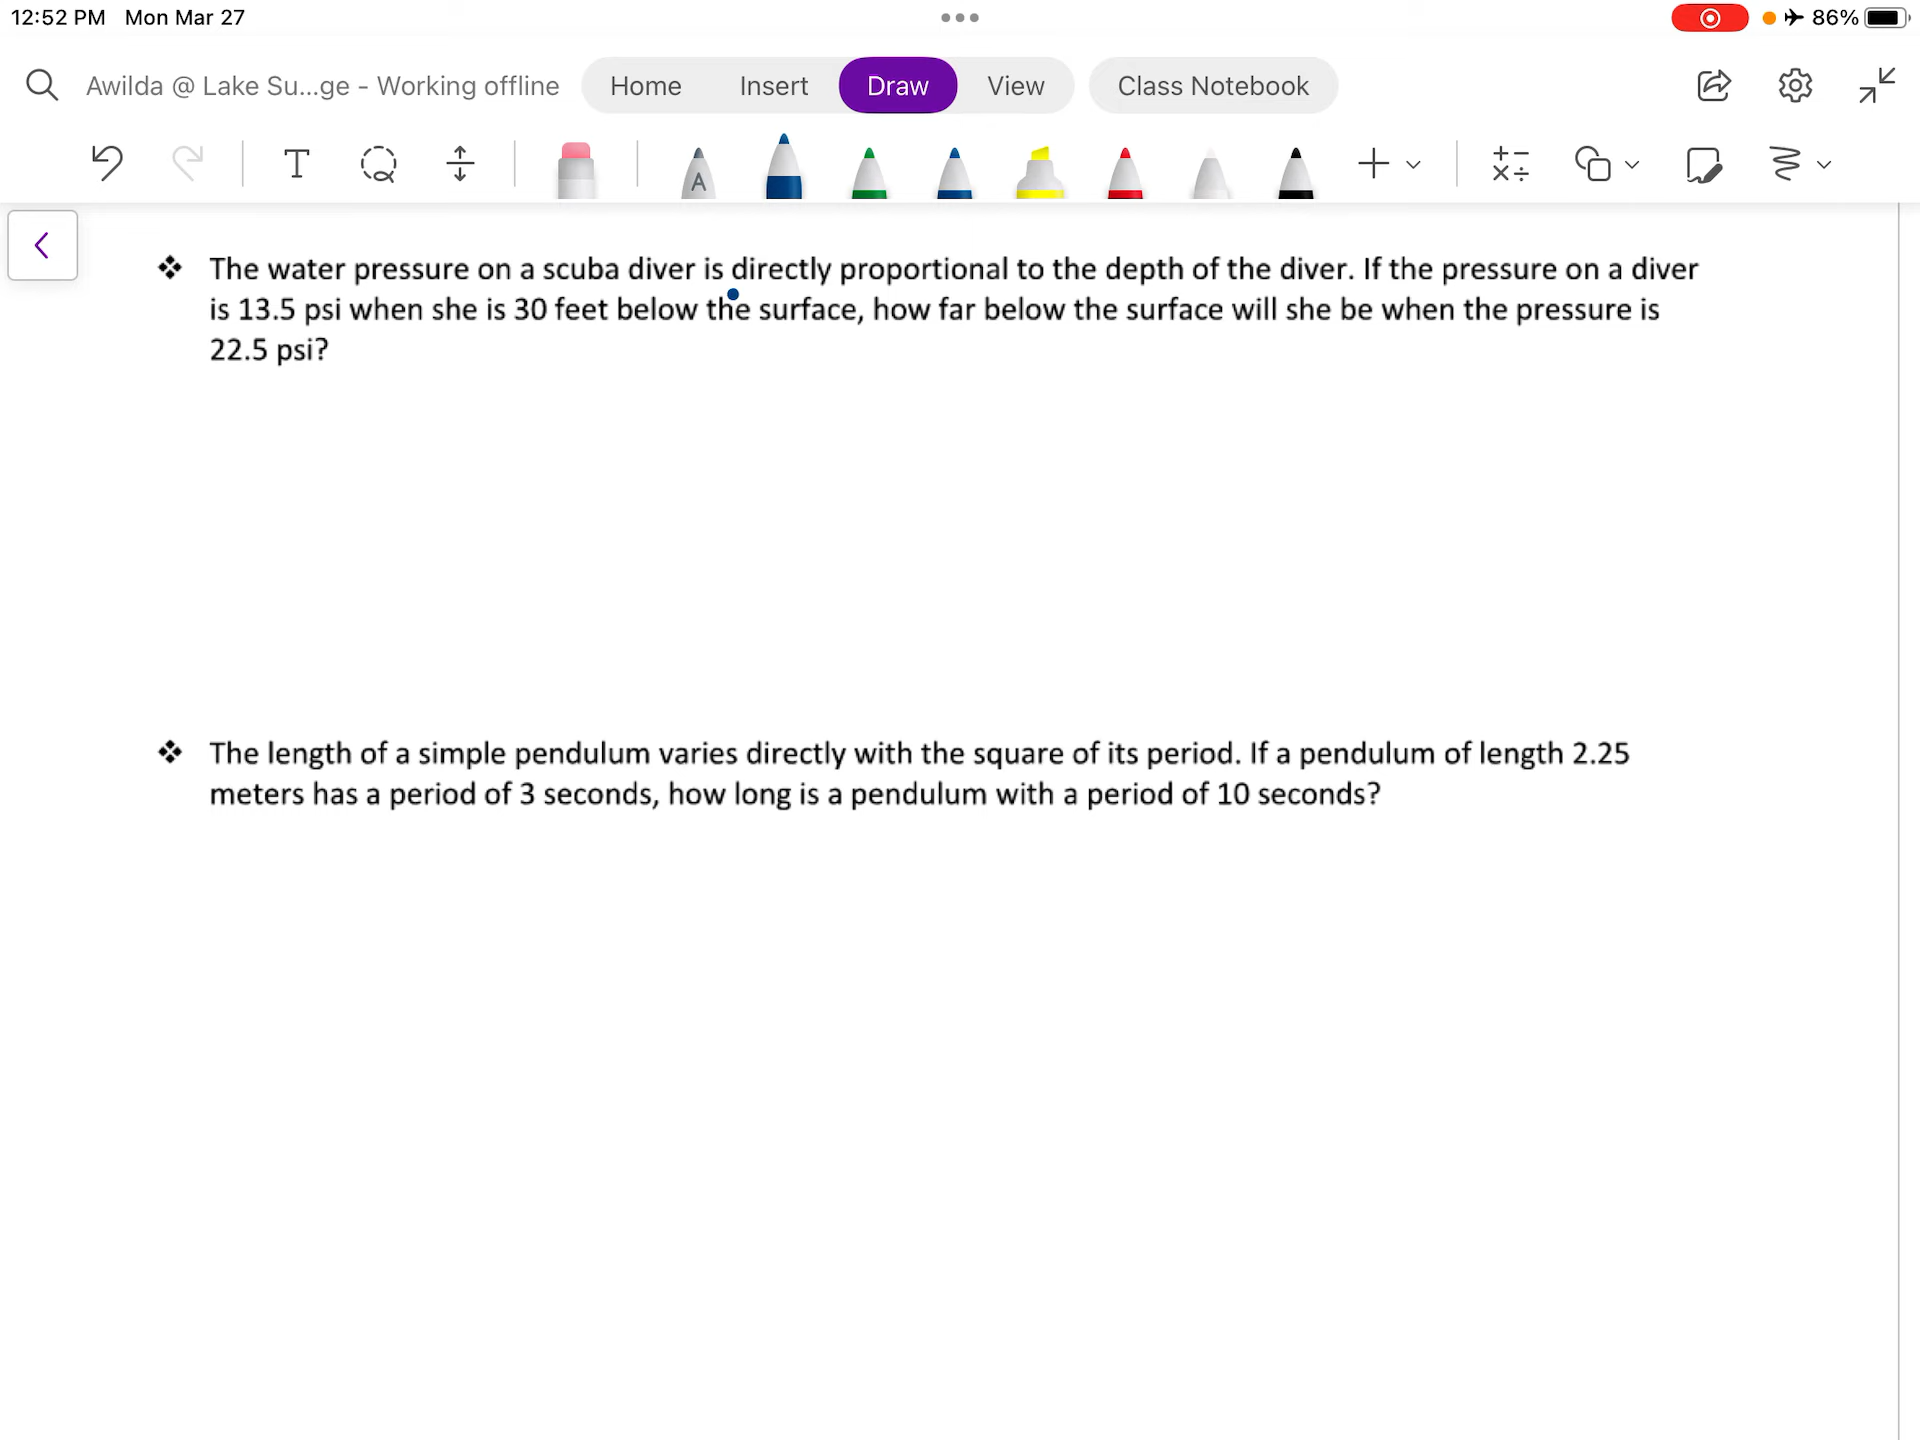 12:52 PM Mon Mar 27
86%
Awilda @ Lake Su...ge - Working offline
Home
Insert
Draw
View
Class Notebook
T
A
❖ The water pressure on a scuba diver is directly proportional to the depth of the diver. If the pressure on a diver
is 13.5 psi when she is 30 feet below the surface, how far below the surface will she be when the pressure is
22.5 psi?
❖ The length of a simple pendulum varies directly with the square of its period. If a pendulum of length 2.25
meters has a period of 3 seconds, how long is a pendulum with a period of 10 seconds?